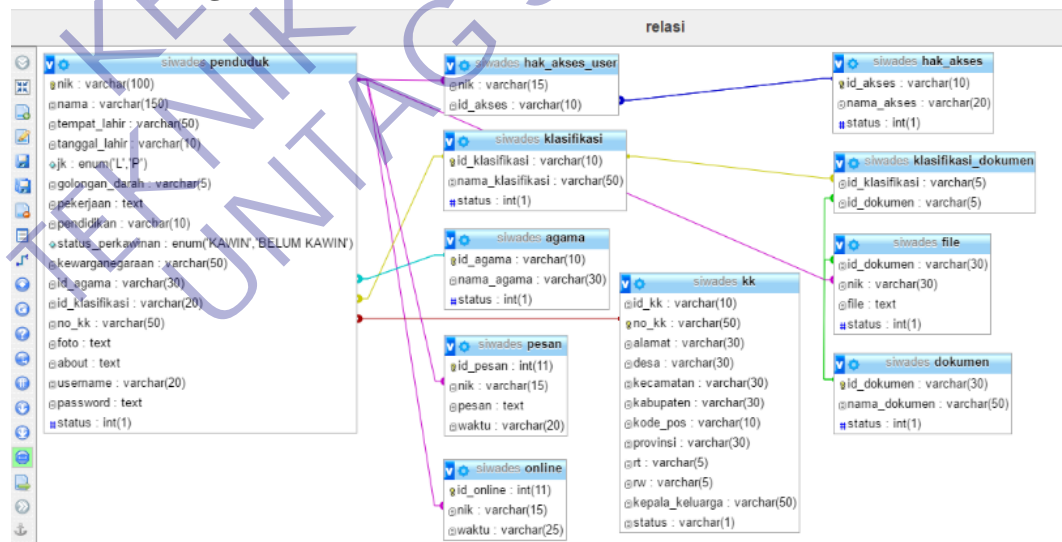 relasi
siwades penduduk
nik : varchar(100)
nama : varchar(150)
tempat_lahir : varchar(50)
tanggal_lahir : varchar(10)
jk : enum('L','P')
golongan_darah : varchar(5)
pekerjaan : text
pendidikan : varchar(10)
status_perkawinan : enum('KAWIN','BELUM KAWIN')
kewarganegaraan : varchar(50)
id_agama : varchar(30)
id_klasifikasi : varchar(20)
no_kk : varchar(50)
foto : text
about : text
username : varchar(20)
password : text
status : int(1)
siwades hak_akses_user
nik : varchar(15)
id_akses : varchar(10)
siwades klasifikasi
id_klasifikasi : varchar(10)
nama_klasifikasi : varchar(50)
status : int(1)
siwades agama
id_agama : varchar(10)
nama_agama : varchar(30)
status : int(1)
siwades pesan
id_pesan : int(11)
nik : varchar(15)
pesan : text
waktu : varchar(20)
siwades online
id_online : int(11)
nik : varchar(15)
waktu : varchar(25)
siwades kk
id_kk : varchar(10)
no_kk : varchar(50)
alamat : varchar(30)
desa : varchar(30)
kecamatan : varchar(30)
kabupaten : varchar(30)
kode_pos : varchar(10)
provinsi : varchar(30)
rt : varchar(5)
rw : varchar(5)
kepala_keluarga : varchar(50)
status : varchar(1)
siwades hak_akses
id_akses : varchar(10)
nama_akses : varchar(20)
status : int(1)
siwades klasifikasi_dokumen
id_klasifikasi : varchar(5)
id_dokumen : varchar(5)
siwades file
id_dokumen : varchar(30)
nik : varchar(30)
file : text
status : int(1)
siwades dokumen
id_dokumen : varchar(30)
nama_dokumen : varchar(50)
status : int(1)
TEKNIK
UNTAG